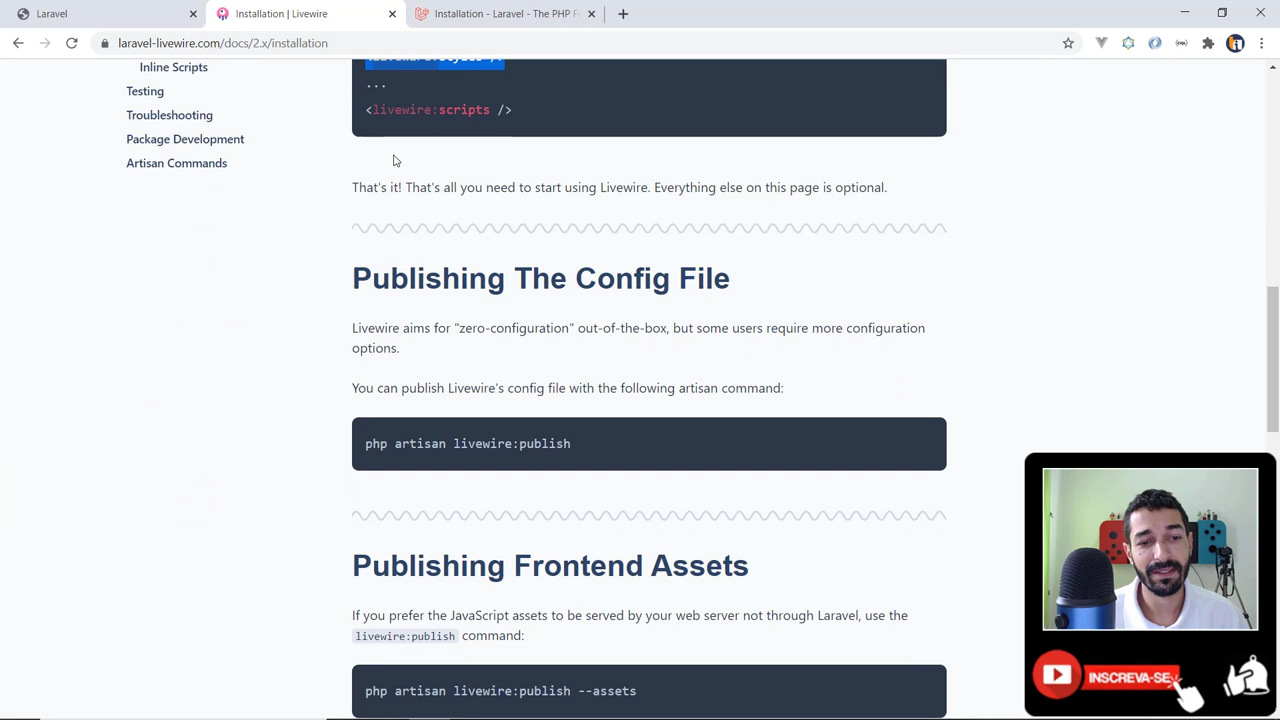 Laravel
Installation | Livewire
Installation - Laravel - The PHP F
laravel-livewire.com/docs/2.x/installation
Inline Scripts
Testing
Troubleshooting
Package Development
Artisan Commands
...
<livewire:scripts />
That's it! That's all you need to start using Livewire. Everything else on this page is optional.
Publishing The Config File
Livewire aims for "zero-configuration" out-of-the-box, but some users require more configuration
options.
You can publish Livewire's config file with the following artisan command:
php artisan livewire:publish
Publishing Frontend Assets
If you prefer the JavaScript assets to be served by your web server not through Laravel, use the
livewire:publish command:
php artisan livewire:publish --assets
INSCREVA-SE